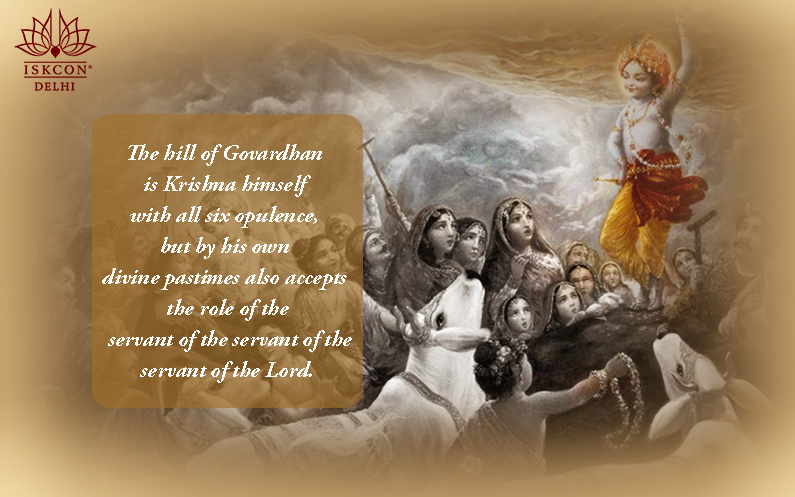 ISKCON®
DELHI
The hill of Govardhan
is Krishna himself
with all six opulence,
but by his own
divine pastimes also accepts
the role of the
servant of the servant of the
servant of the Lord.